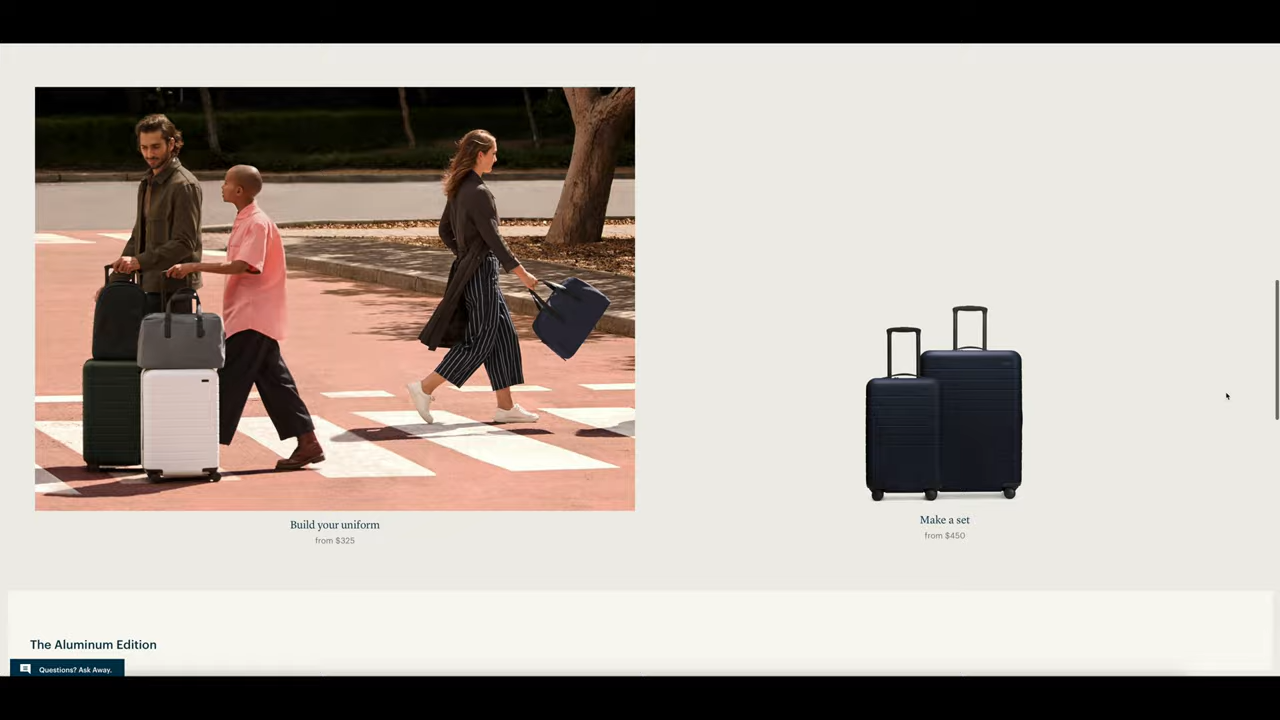 Build your uniform
from $325
Make a set
from $450
The Aluminum Edition
Questions? Ask Away.